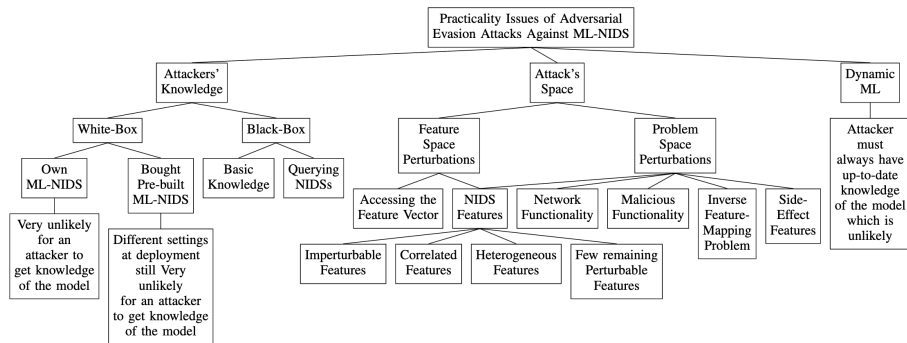 Practicality Issues of Adversarial
Evasion Attacks Against ML-NIDS
Attackers'
Knowledge
Attack's
Space
Dynamic
ML
White-Box
Black-Box
Feature
Space
Perturbations
Problem
Space
Perturbations
Attacker
must
always have
up-to-date
knowledge
of the model
which is
unlikely
Own
ML-NIDS
Bought
Pre-built
ML-NIDS
Basic
Knowledge
Querying
NIDSs
Accessing the
Feature Vector
NIDS
Features
Network
Functionality
Malicious
Functionality
Inverse
Feature-
Mapping
Problem
Side-
Effect
Features
Very unlikely
for an
attacker to
get knowledge
of the model
Different settings
at deployment
still Very
unlikely
for an attacker
to get knowledge
of the model
Imperturbable
Features
Correlated
Features
Heterogeneous
Features
Few remaining
Perturbable
Features